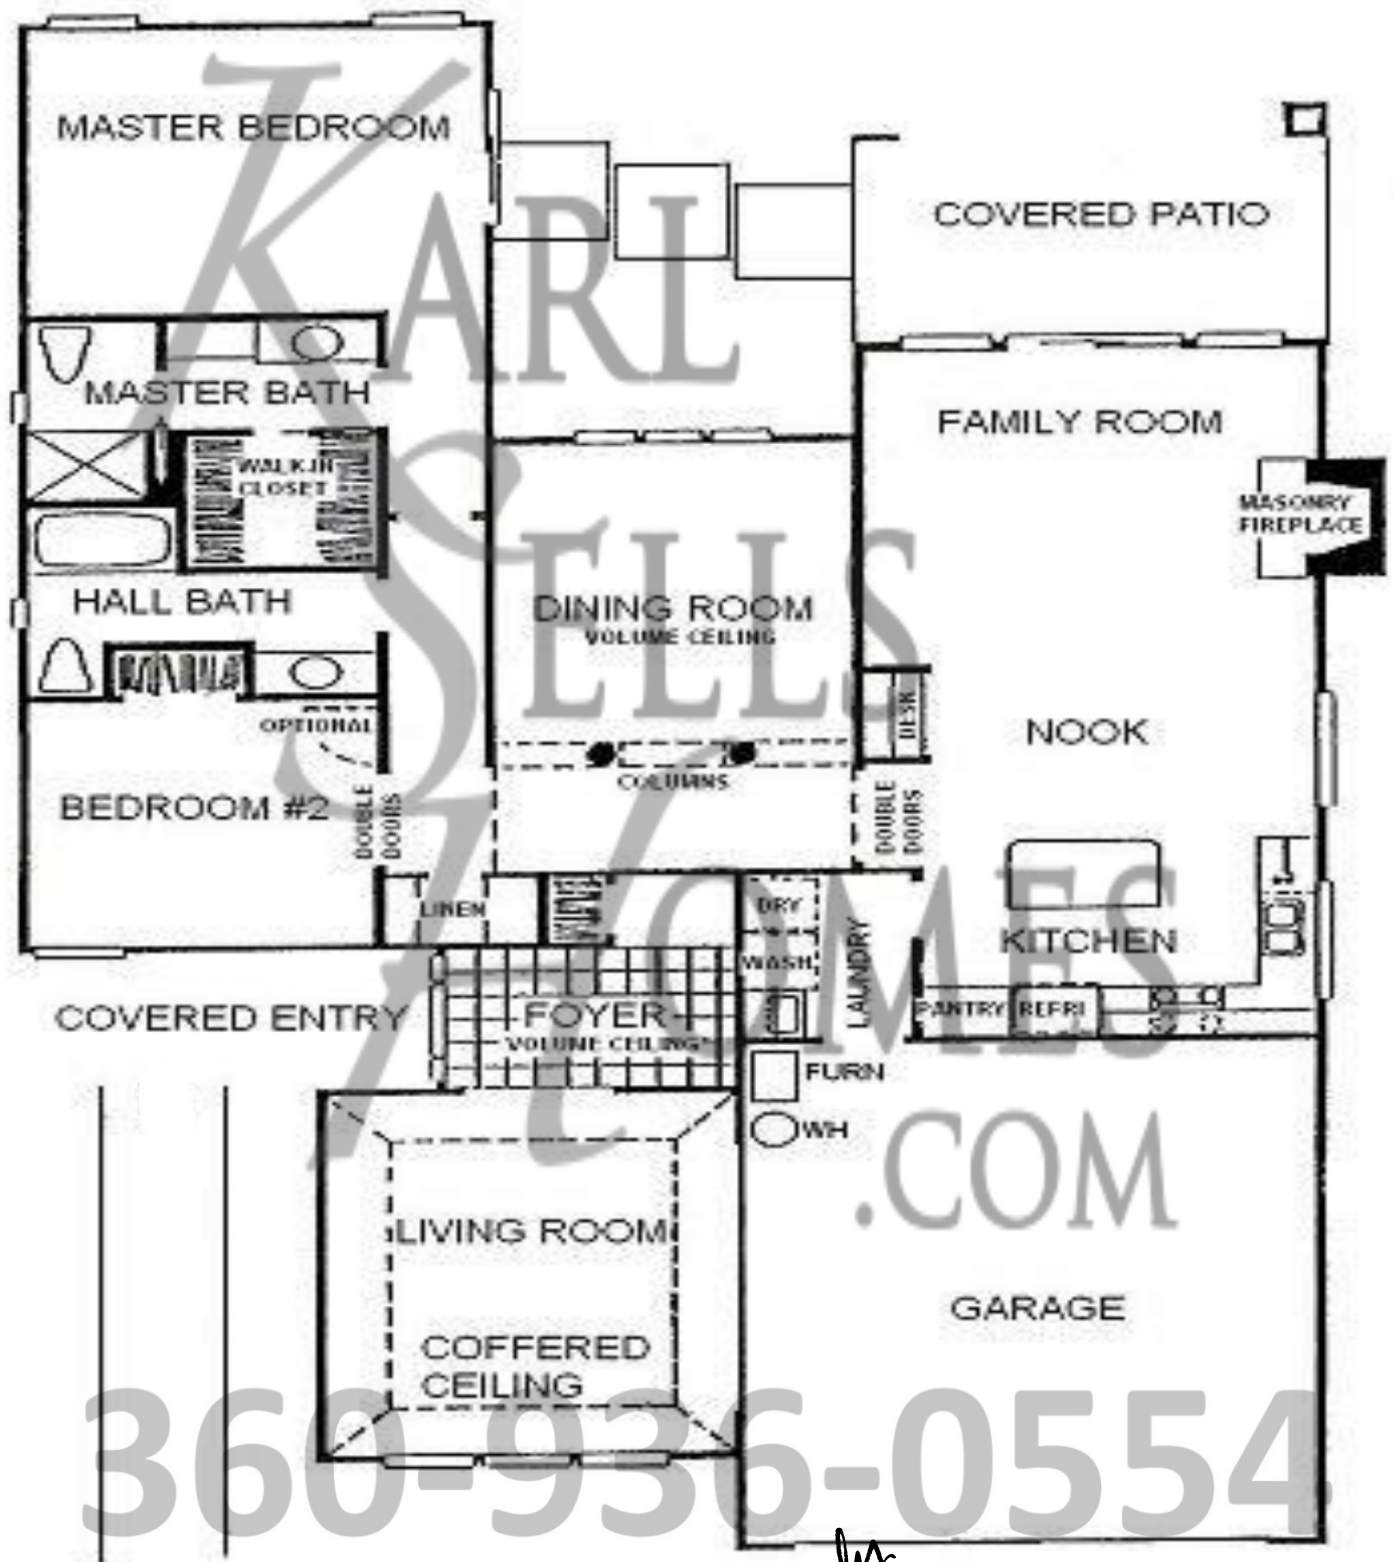 MASTER BEDROOM
COVERED PATIO
KARL
MASTER BATH
FAMILY ROOM
WALK-IN
CLOSET
MASONRY
FIREPLACE
SELLS
HALL BATH
DINING ROOM
VOLUME CEILING
DESK
OPTIONAL
NOOK
COLUMNS
BEDROOM #2
DOUBLE
DOORS
DOUBLE
DOORS
HOMES
LINEN
DRY
WASH
LAUNDRY
KITCHEN
PANTRY
REFRI
COVERED ENTRY
FOYER
VOLUME CEILING
FURN
WH
.COM
LIVING ROOM
GARAGE
COFFERED
CEILING
360-936-0554